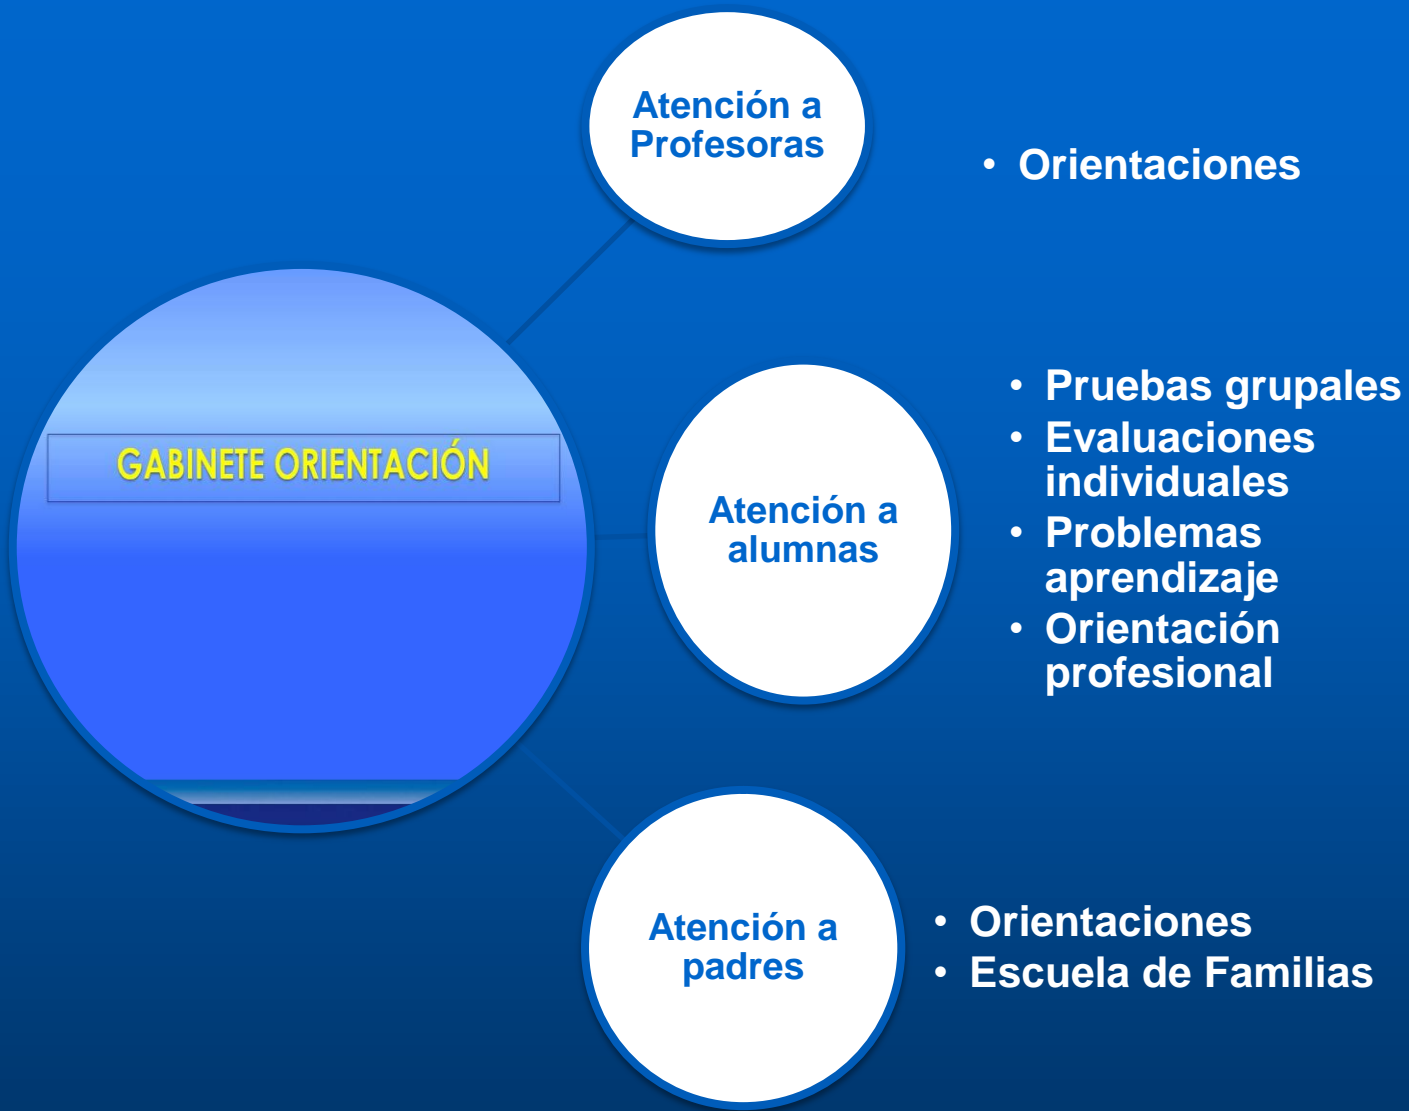 GABINETE ORIENTACIÓN
Atención a
Profesoras
• Orientaciones
Atención a
alumnas
• Pruebas grupales
• Evaluaciones
individuales
• Problemas
aprendizaje
• Orientación
profesional
Atención a
padres
• Orientaciones
• Escuela de Familias